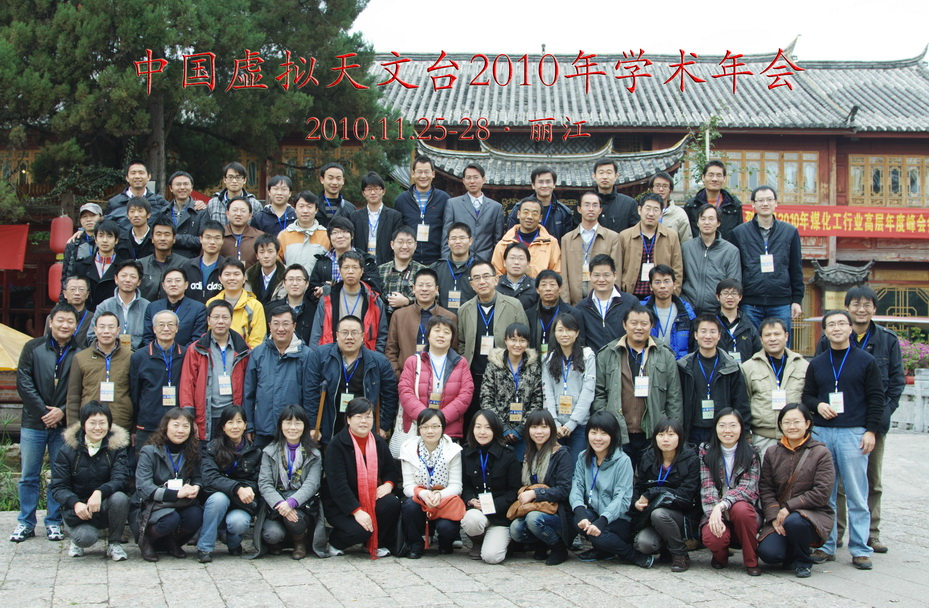 中国虚拟天文台2010年学术年会
2010.11.25-28 · 丽江
2010年煤化工行业高层年度峰会
adidas